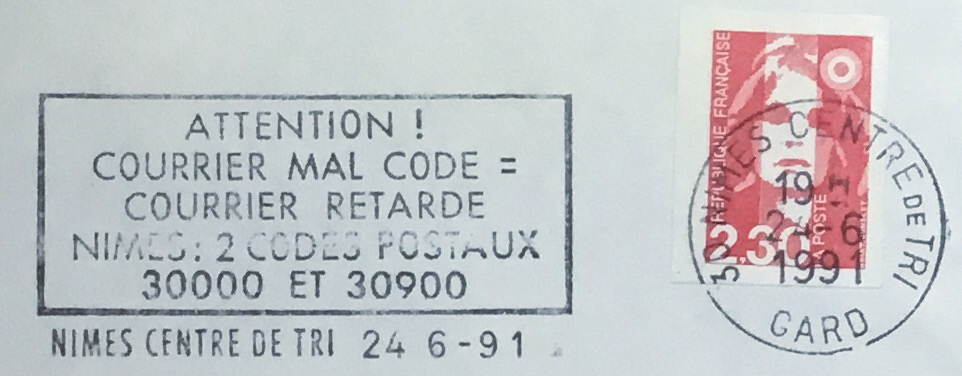 ATTENTION !
COURRIER MAL CODE =
COURRIER RETARDE
NIMES: 2 CODES POSTAUX
30000 ET 30900
NIMES CENTRE DE TRI 24 6-91
REPUBLIQUE FRANÇAISE
2,30
LA POSTE
30 NIMES CENTRE DE TRI
19 H
24-6
1991
GARD